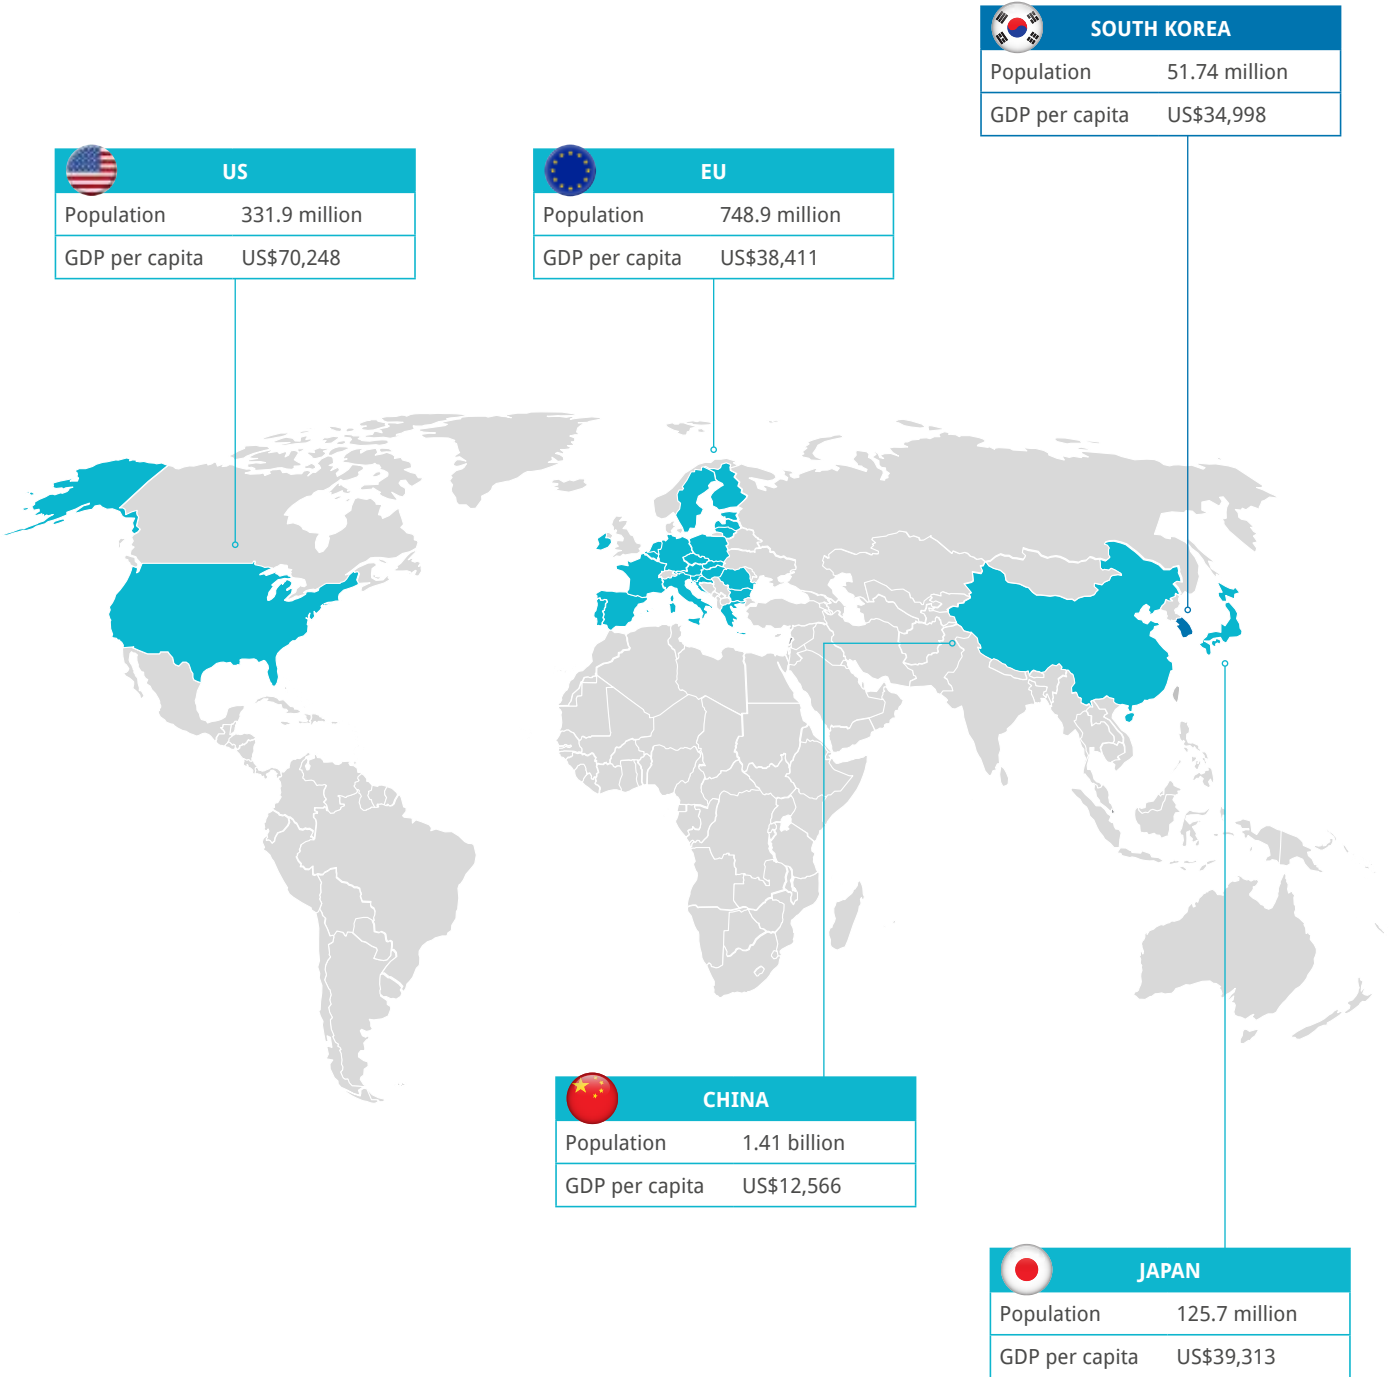 SOUTH KOREA
Population 51.74 million
GDP per capita US$34,998
US
Population 331.9 million
GDP per capita US$70,248
EU
Population 748.9 million
GDP per capita US$38,411
CHINA
Population 1.41 billion
GDP per capita US$12,566
JAPAN
Population 125.7 million
GDP per capita US$39,313